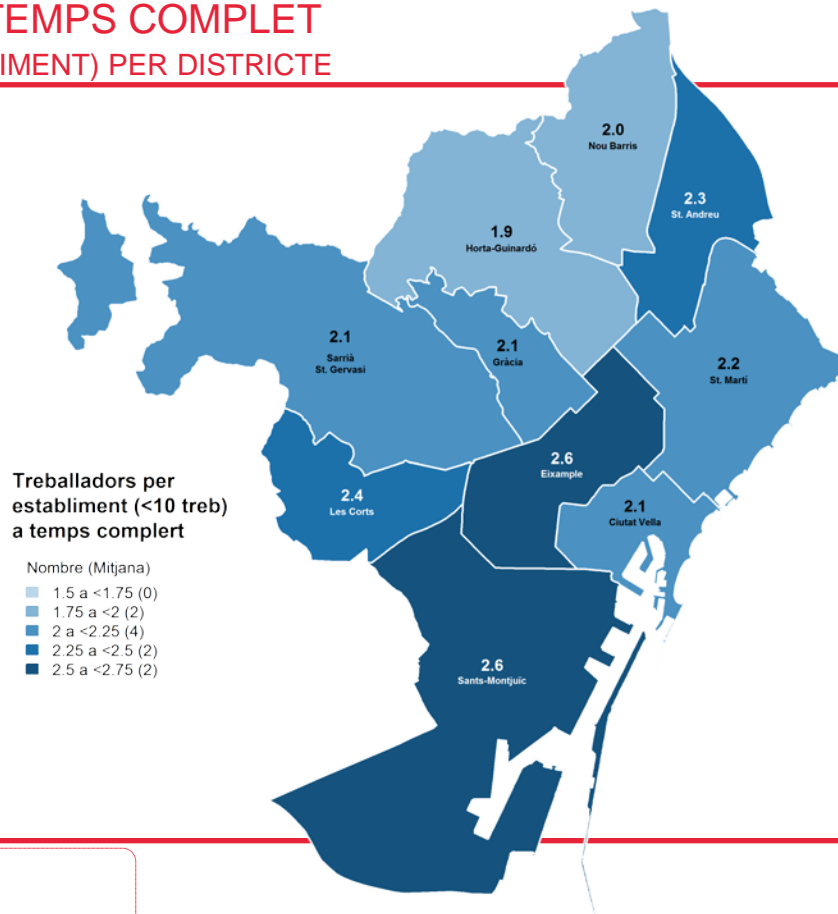 TEMPS COMPLET
IMENT) PER DISTRICTE
2.0
Nou Barris
2.3
St. Andreu
1.9
Horta-Guinardó
2.1
Sarrià
St. Gervasi
2.1
Gràcia
2.2
St. Martí
2.6
Eixample
2.4
Les Corts
2.1
Ciutat Vella
2.6
Sants-Montjuïc
Treballadors per
establiment (<10 treb)
a temps complert
Nombre (Mitjana)
1.5 a <1.75 (0)
1.75 a <2 (2)
2 a <2.25 (4)
2.25 a <2.5 (2)
2.5 a <2.75 (2)